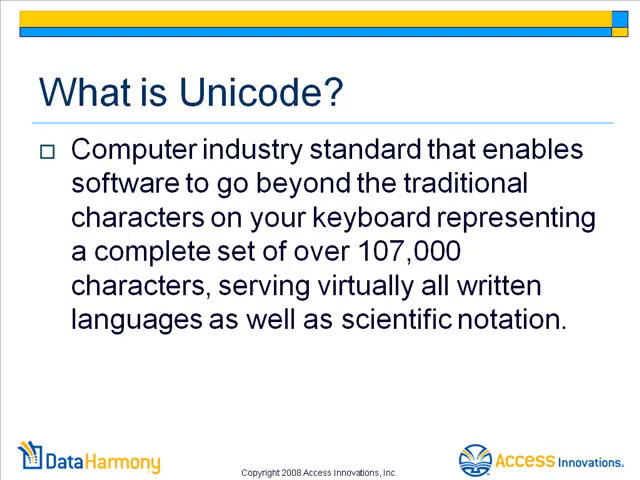 What is Unicode?
Computer industry standard that enables
software to go beyond the traditional
characters on your keyboard representing
a complete set of over 107,000
characters, serving virtually all written
languages as well as scientific notation.
DataHarmony
Copyright 2008 Access Innovations, Inc.
Access Innovations®